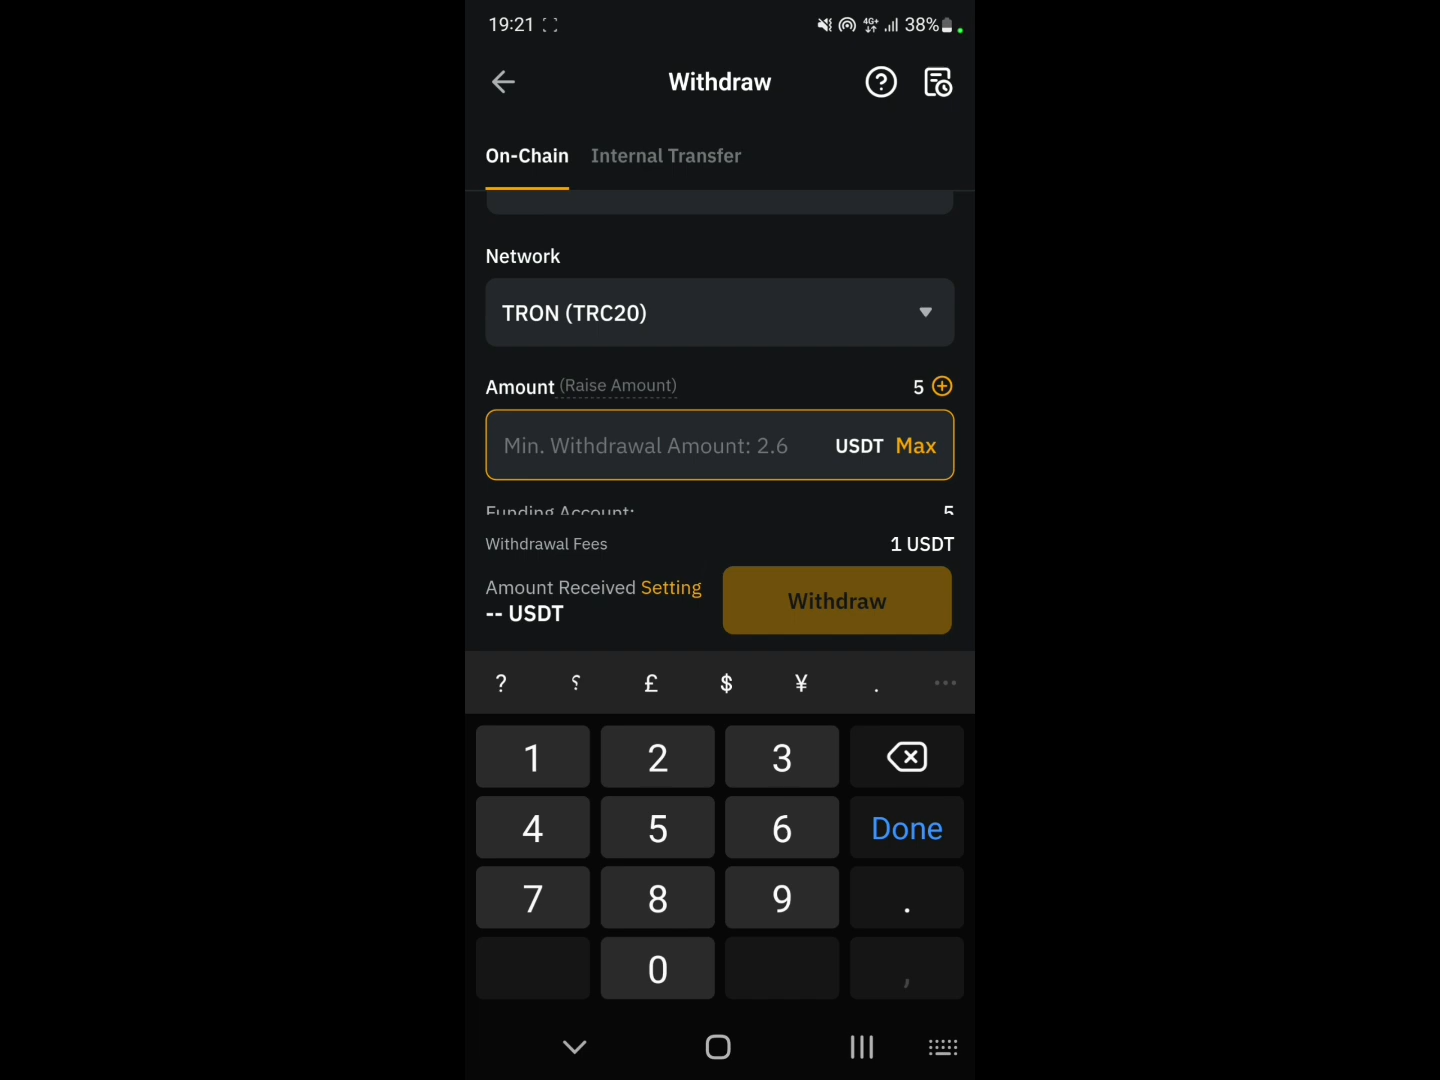 19:21
4G+ 38%
Withdraw
On-Chain Internal Transfer
Network
TRON (TRC20)
Amount (Raise Amount) 5
Min. Withdrawal Amount: 2.6 USDT Max
Funding Account: 5
Withdrawal Fees 1 USDT
Amount Received Setting
-- USDT
Withdraw
? ⸮ £ $ ¥ . •••
1 2 3
4 5 6 Done
7 8 9 .
0 ,